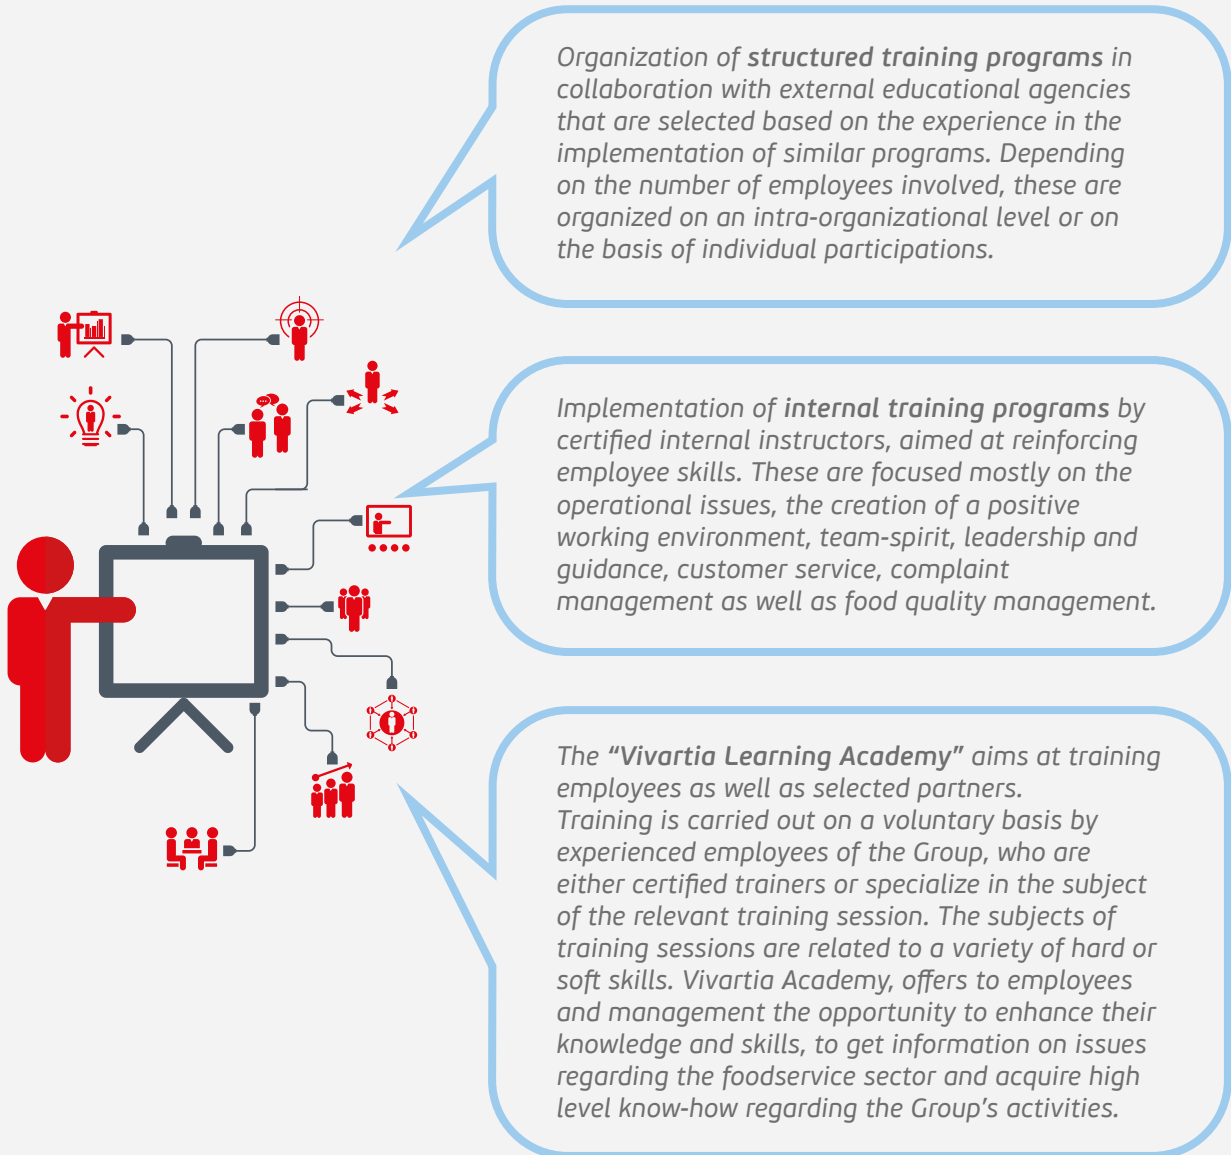 Organization of structured training programs in
collaboration with external educational agencies
that are selected based on the experience in the
implementation of similar programs. Depending
on the number of employees involved, these are
organized on an intra-organizational level or on
the basis of individual participations.
Implementation of internal training programs by
certified internal instructors, aimed at reinforcing
employee skills. These are focused mostly on the
operational issues, the creation of a positive
working environment, team-spirit, leadership and
guidance, customer service, complaint
management as well as food quality management.
The “Vivartia Learning Academy” aims at training
employees as well as selected partners.
Training is carried out on a voluntary basis by
experienced employees of the Group, who are
either certified trainers or specialize in the subject
of the relevant training session. The subjects of
training sessions are related to a variety of hard or
soft skills. Vivartia Academy, offers to employees
and management the opportunity to enhance their
knowledge and skills, to get information on issues
regarding the foodservice sector and acquire high
level know-how regarding the Group’s activities.